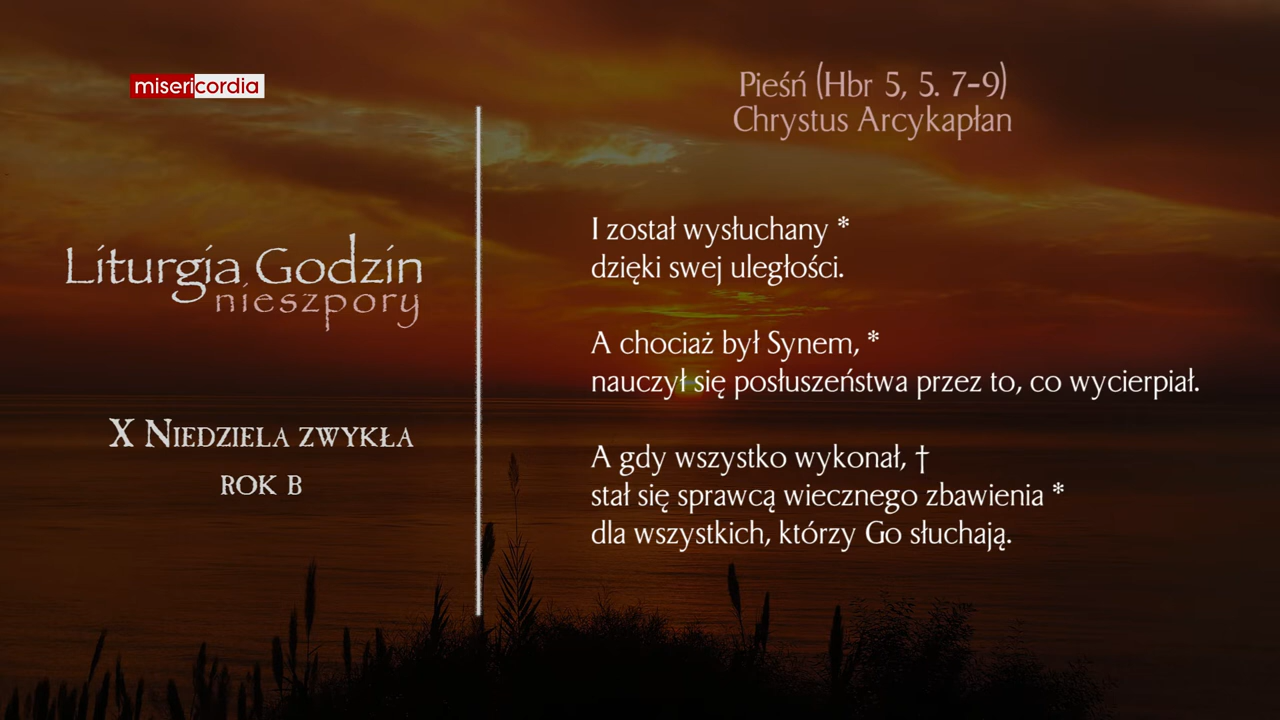 misericordia
Liturgia Godzin
nieszpory
X Niedziela zwykła
rok B
Pieśń (Hbr 5, 5. 7-9)
Chrystus Arcykapłan
I został wysłuchany *
dzięki swej uległości.
A chociaż był Synem, *
nauczył się posłuszeństwa przez to, co wycierpiał.
A gdy wszystko wykonał, †
stał się sprawcą wiecznego zbawienia *
dla wszystkich, którzy Go słuchają.